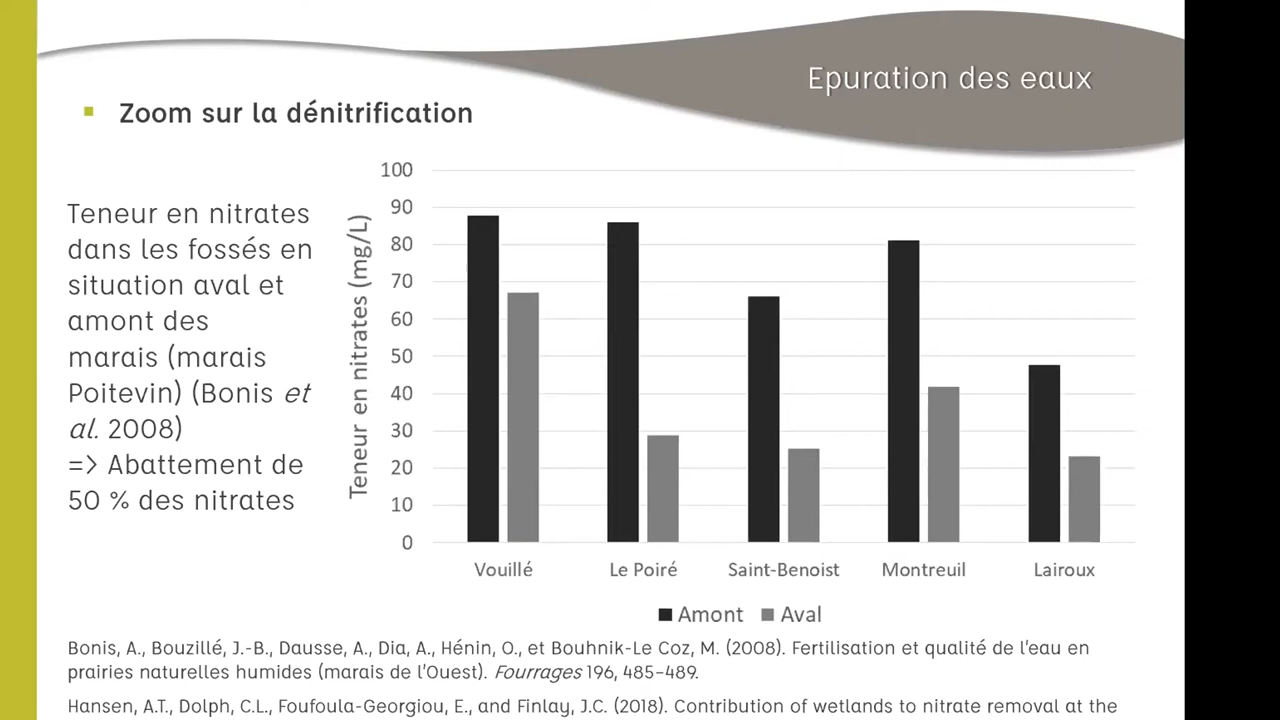 Epuration des eaux
Zoom sur la dénitrification
Teneur en nitrates
dans les fossés en
situation aval et
amont des
marais (marais
Poitevin) (Bonis et
al. 2008)
=> Abattement de
50 % des nitrates
Teneur en nitrates (mg/L)
100
90
80
70
60
50
40
30
20
10
0
Vouillé Le Poiré Saint-Benoist Montreuil Lairoux
Amont Aval
Bonis, A., Bouzillé, J.-B., Dausse, A., Dia, A., Hénin, O., et Bouhnik-Le Coz, M. (2008). Fertilisation et qualité de l'eau en
prairies naturelles humides (marais de l'Ouest). Fourrages 196, 485–489.
Hansen, A.T., Dolph, C.L., Foufoula-Georgiou, E., and Finlay, J.C. (2018). Contribution of wetlands to nitrate removal at the